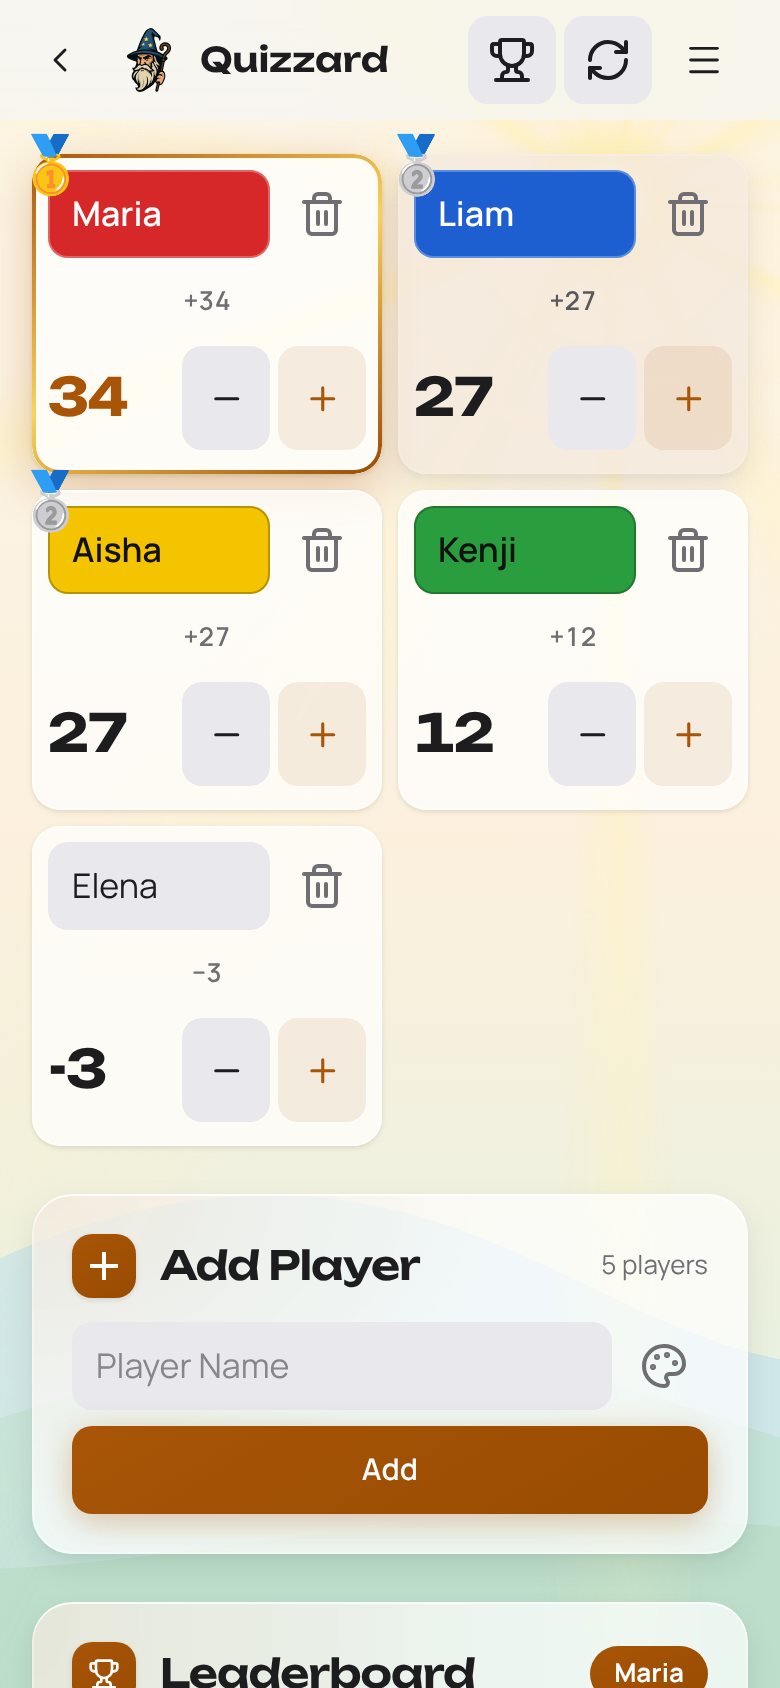 Quizzard
1
Maria
+34
34
2
Liam
+27
27
2
Aisha
+27
27
Kenji
+12
12
Elena
−3
-3
Add Player
5 players
Player Name
Add
Leaderboard
Maria